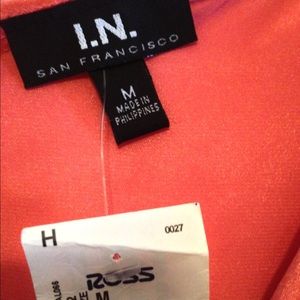 I.N.
SAN FRANCISCO
M
MADE IN
PHILIPPINES
H
0027
ROSS
M